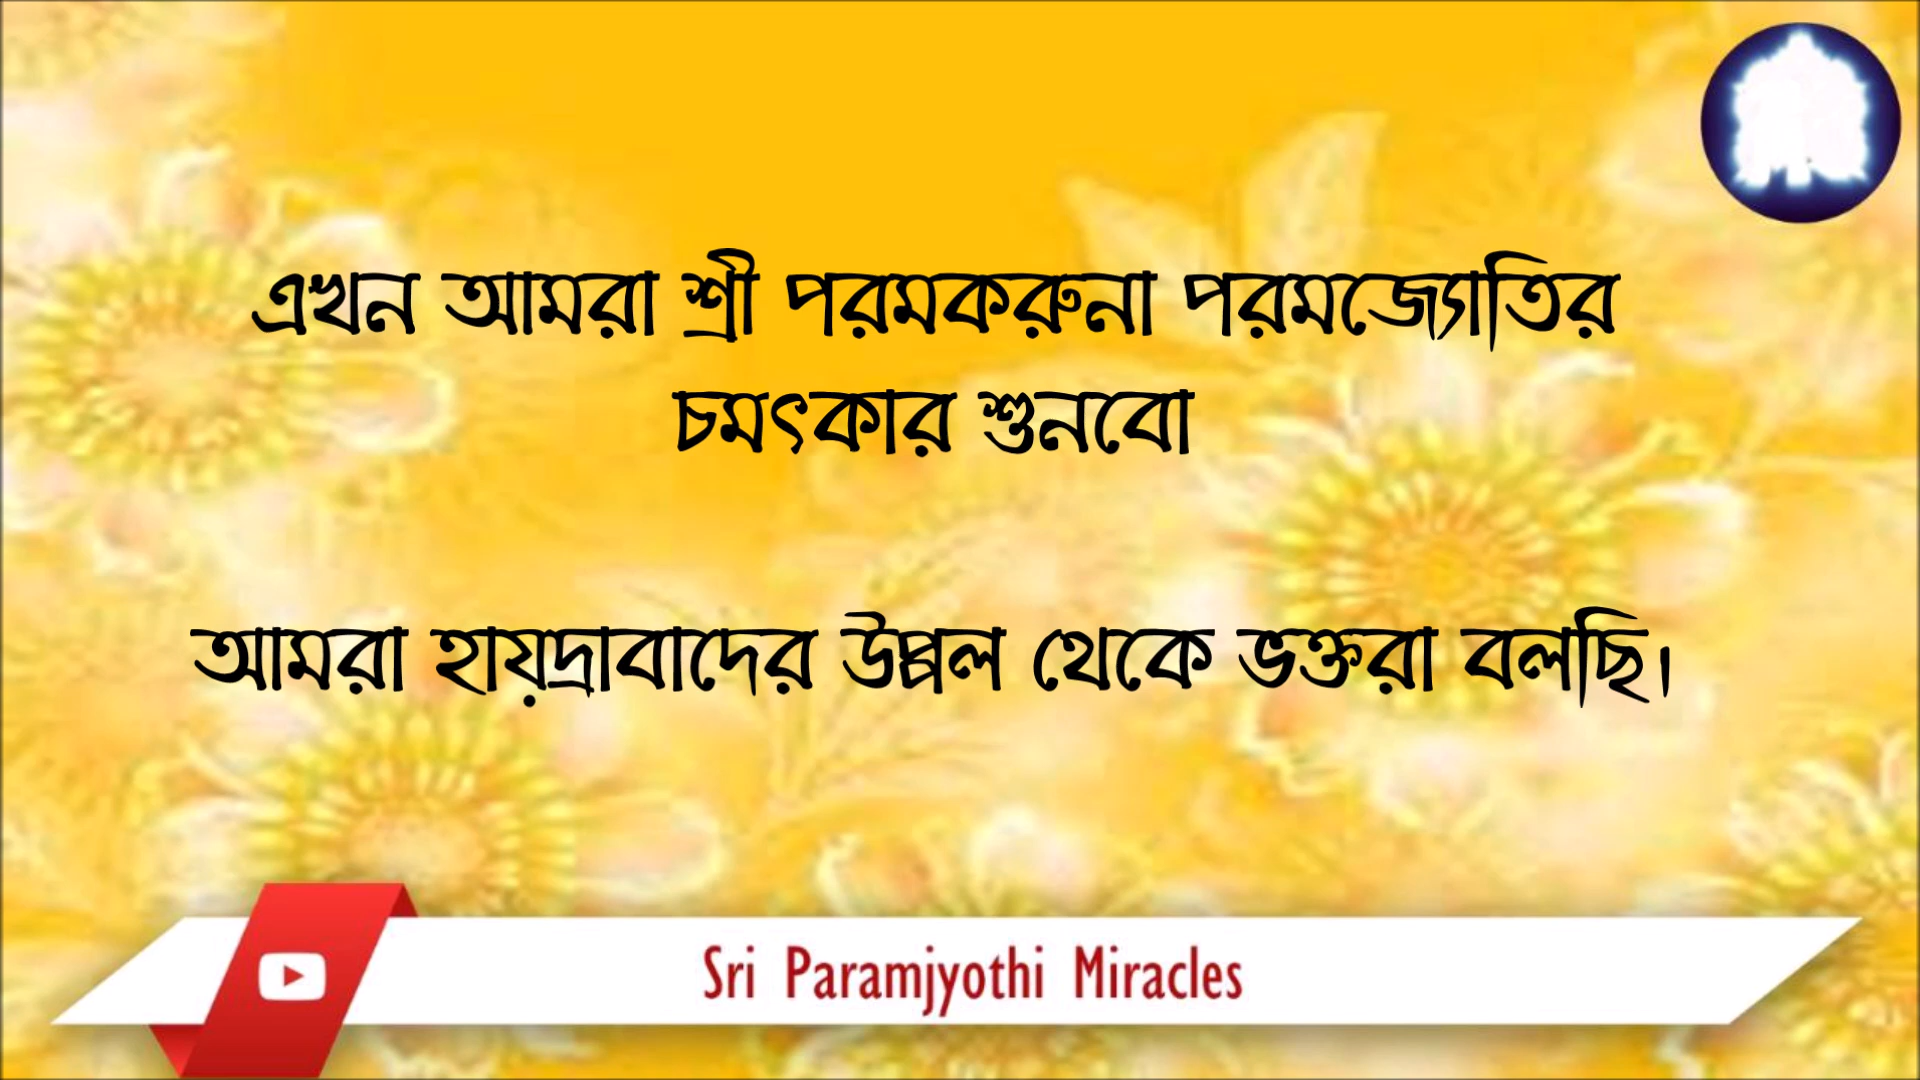 এখন আমরা শ্রী পরমকরুনা পরমজ্যোতির
চমৎকার শুনবো
আমরা হায়দ্রাবাদের উপ্পল থেকে ভক্তরা বলছি।
Sri Paramjyothi Miracles